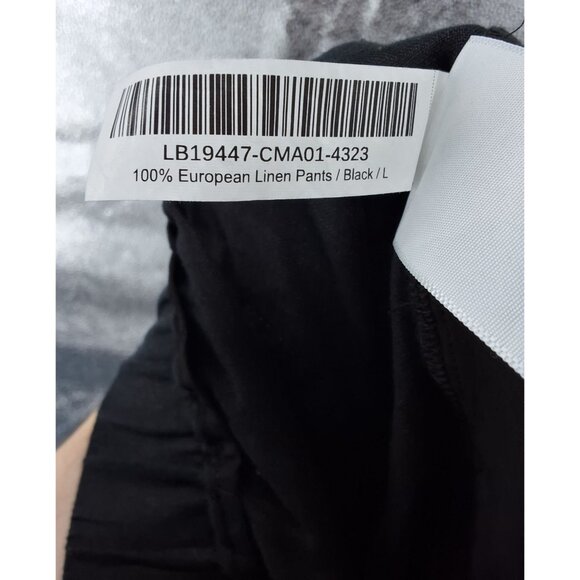 LB19447-CMA01-4323
100% European Linen Pants / Black / L